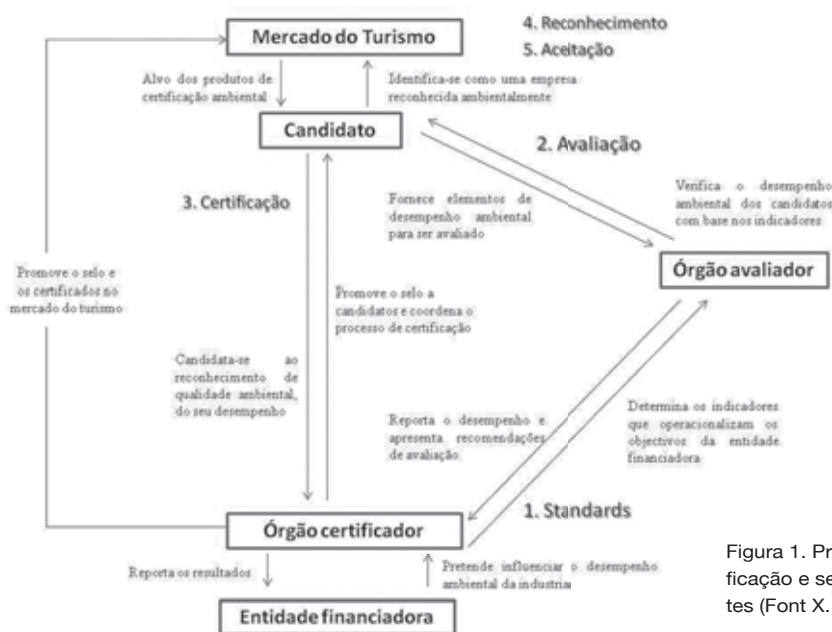 Mercado do Turismo
4. Reconhecimento
5. Aceitação
Alvo dos produtos de
certificação ambiental
Identifica-se como uma empresa
reconhecida ambientalmente
Candidato
2. Avaliação
3. Certificação
Fornece elementos de
desempenho ambiental
para ser avaliado
Verifica o desempenho
ambiental dos candidatos
com base nos indicadores
Órgão avaliador
Promove o selo e
os certificados no
mercado do turismo
Promove o selo a
candidatos e coordena o
processo de certificação
Candidata-se ao
reconhecimento de
qualidade ambiental,
do seu desempenho
Reporta o desempenho e
apresenta recomendações
de avaliação
Determina os indicadores
que operacionalizam os
objectivos da entidade
financiadora
1. Standards
Órgão certificador
Reporta os resultados
Pretende influenciar o desempenho
ambiental da industria
Entidade financiadora
Figura 1. Pr
ficação e se
tes (Font X.